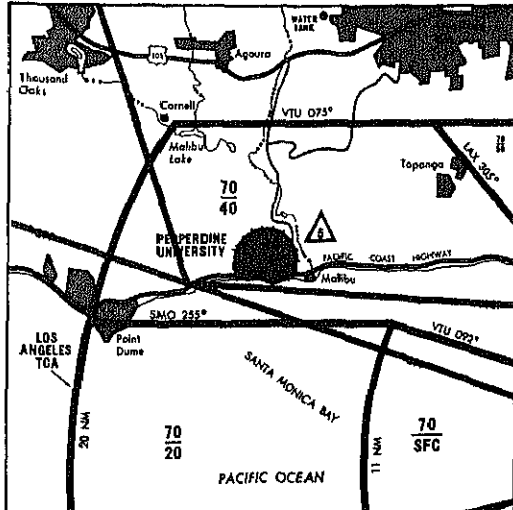 WATER
TANK
101
Agoura
Thousand
Oaks
Cornell
VTU 075°
Malibu
Lake
LAX 305°
Topanga
70
40
6
PEPPERDINE
UNIVERSITY
PACIFIC COAST HIGHWAY
Malibu
SMO 255°
VTU 092°
LOS
ANGELES
TCA
Point
Dume
SANTA MONICA BAY
20 NM
70
20
11 NM
70
SFC
PACIFIC OCEAN